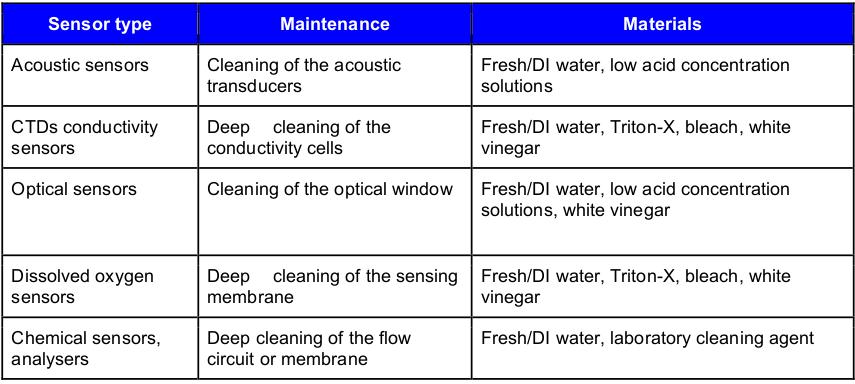 Sensor type Maintenance Materials
Acoustic sensors Cleaning of the acoustic transducers Fresh/DI water, low acid concentration solutions
CTDs conductivity sensors Deep cleaning of the conductivity cells Fresh/DI water, Triton-X, bleach, white vinegar
Optical sensors Cleaning of the optical window Fresh/DI water, low acid concentration solutions, white vinegar
Dissolved oxygen sensors Deep cleaning of the sensing membrane Fresh/DI water, Triton-X, bleach, white vinegar
Chemical sensors, analysers Deep cleaning of the flow circuit or membrane Fresh/DI water, laboratory cleaning agent